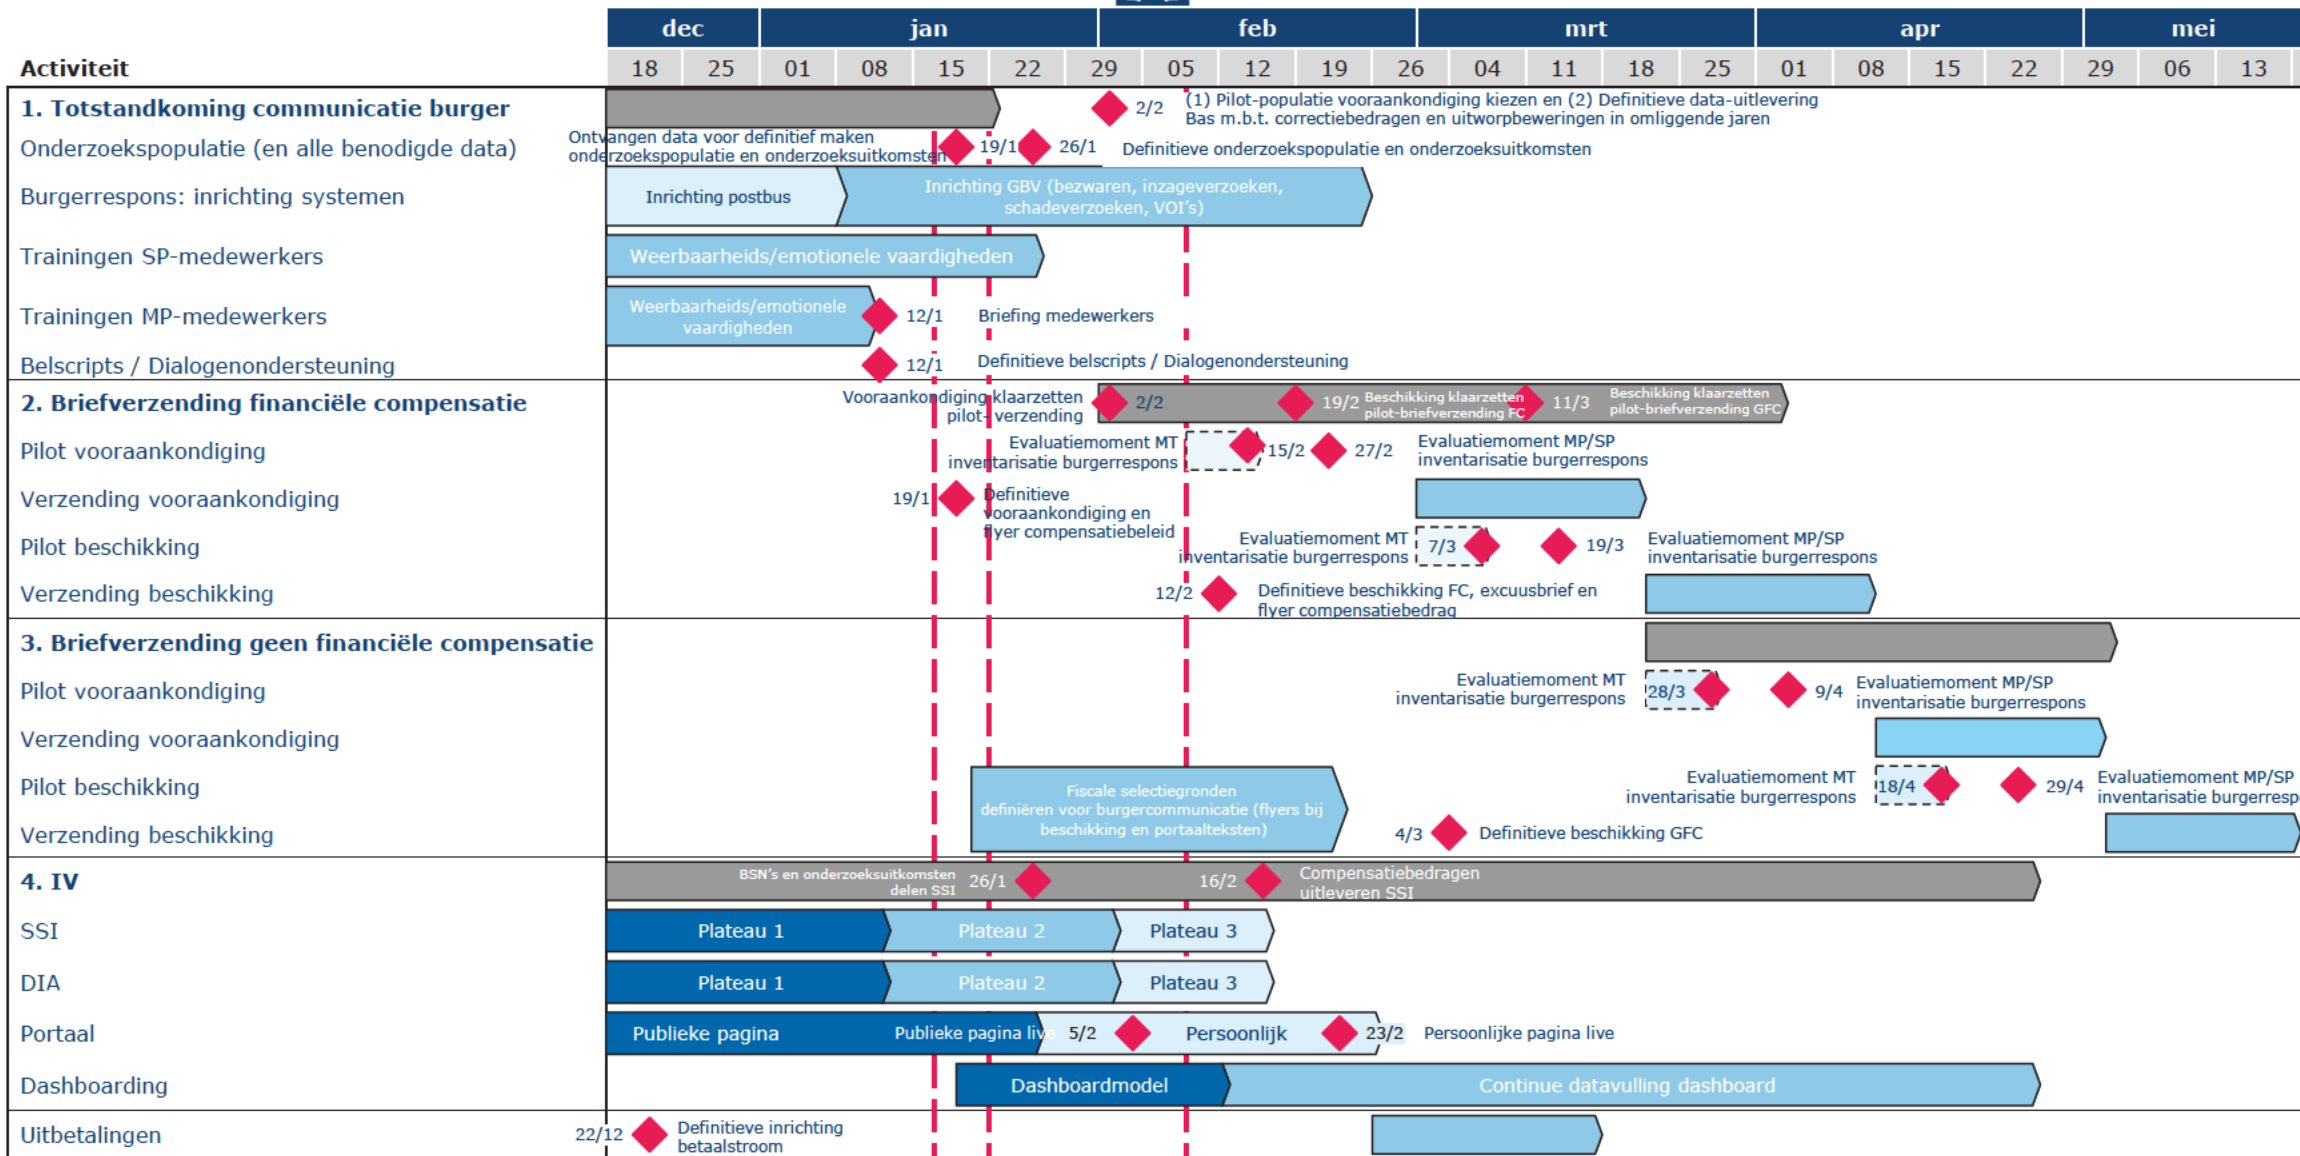 dec jan feb mrt apr mei
Activiteit 18 25 01 08 15 22 29 05 12 19 26 04 11 18 25 01 08 15 22 29 06 13
1. Totstandkoming communicatie burger
2/2 (1) Pilot-populatie vooraankondiging kiezen en (2) Definitieve data-uitlevering
Bas m.b.t. correctiebedragen en uitworpbeweringen in omliggende jaren
Onderzoekspopulatie (en alle benodigde data)
Ontvangen data voor definitief maken
onderzoekspopulatie en onderzoeksuitkomsten
19/1 26/1 Definitieve onderzoekspopulatie en onderzoeksuitkomsten
Burgerrespons: inrichting systemen
Inrichting postbus
Inrichting GBV (bezwaren, inzageverzoeken,
schadeverzoeken, VOI's)
Trainingen SP-medewerkers
Weerbaarheids/emotionele vaardigheden
Trainingen MP-medewerkers
Weerbaarheids/emotionele
vaardigheden
12/1 Briefing medewerkers
Belscripts / Dialogenondersteuning
12/1 Definitieve belscripts / Dialogenondersteuning
2. Briefverzending financiële compensatie
Vooraankondiging klaarzetten
pilot- verzending
2/2
19/2 Beschikking klaarzetten
pilot-briefverzending FC
11/3 Beschikking klaarzetten
pilot-briefverzending GFC
Pilot vooraankondiging
Evaluatiemoment MT
inventarisatie burgerrespons
15/2 27/2 Evaluatiemoment MP/SP
inventarisatie burgerrespons
Verzending vooraankondiging
19/1 Definitieve
vooraankondiging en
flyer compensatiebeleid
Pilot beschikking
Evaluatiemoment MT
inventarisatie burgerrespons
7/3 19/3 Evaluatiemoment MP/SP
inventarisatie burgerrespons
Verzending beschikking
12/2 Definitieve beschikking FC, excuusbrief en
flyer compensatiebedrag
3. Briefverzending geen financiële compensatie
Pilot vooraankondiging
Evaluatiemoment MT
inventarisatie burgerrespons
28/3 9/4 Evaluatiemoment MP/SP
inventarisatie burgerrespons
Verzending vooraankondiging
Pilot beschikking
Fiscale selectiegronden
definiëren voor burgercommunicatie (flyers bij
beschikking en portaalteksten)
Evaluatiemoment MT
inventarisatie burgerrespons
18/4 29/4 Evaluatiemoment MP/SP
inventarisatie burgerresp
Verzending beschikking
4/3 Definitieve beschikking GFC
4. IV
BSN's en onderzoeksuitkomsten
delen SSI
26/1 16/2 Compensatiebedragen
uitleveren SSI
SSI Plateau 1 Plateau 2 Plateau 3
DIA Plateau 1 Plateau 2 Plateau 3
Portaal Publieke pagina Publieke pagina live 5/2 Persoonlijk 23/2 Persoonlijke pagina live
Dashboarding Dashboardmodel Continue datavulling dashboard
Uitbetalingen 22/12 Definitieve inrichting
betaalstroom